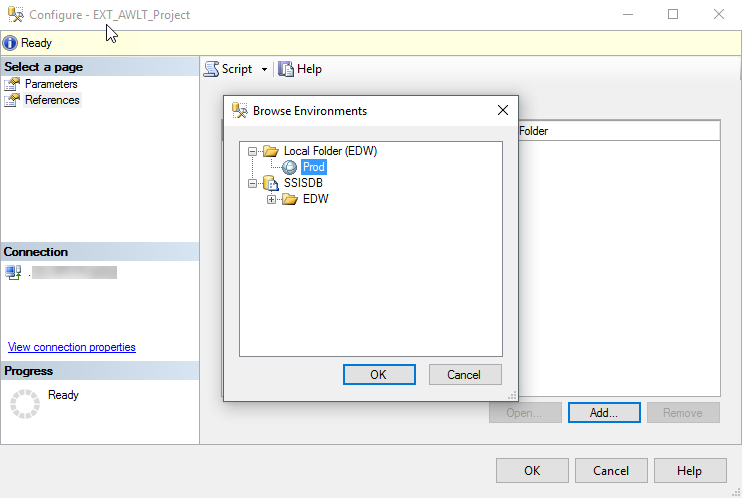 Configure - EXT_AWLT_Project
Ready
Select a page
Parameters
References
Script
Help
Browse Environments
Folder
Local Folder (EDW)
Prod
SSISDB
EDW
Connection
.
View connection properties
OK
Cancel
Progress
Ready
Open...
Add...
Remove
OK
Cancel
Help